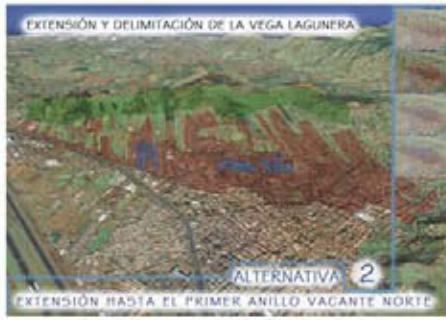 EXTENSIÓN Y DELIMITACIÓN DE LA VEGA LAGUNERA
ALTERNATIVA 2
EXTENSIÓN HASTA EL PRIMER ANILLO VACANTE NORTE